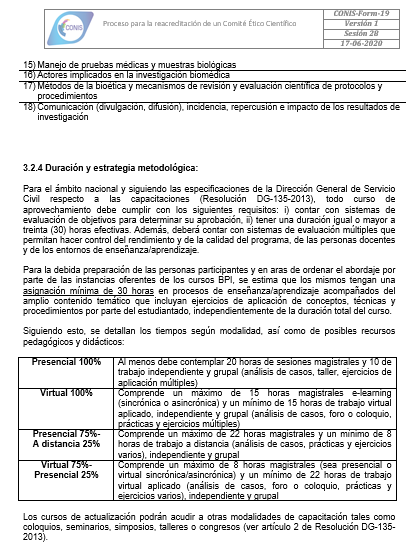 CONIS
Proceso para la reacreditación de un Comité Ético Científico
CONIS-Form-19
Versión 1
Sesión 28
17-06-2020
15) Manejo de pruebas médicas y muestras biológicas
16) Actores implicados en la investigación biomédica
17) Métodos de la bioética y mecanismos de revisión y evaluación científica de protocolos y
procedimientos
18) Comunicación (divulgación, difusión), incidencia, repercusión e impacto de los resultados de
investigación
3.2.4 Duración y estrategia metodológica:
Para el ámbito nacional y siguiendo las especificaciones de la Dirección General de Servicio
Civil respecto a las capacitaciones (Resolución DG-135-2013), todo curso de
aprovechamiento debe cumplir con los siguientes requisitos: i) contar con sistemas de
evaluación de objetivos para determinar su aprobación, ii) tener una duración igual o mayor a
treinta (30) horas efectivas. Además, deberá contar con sistemas de evaluación múltiples que
permitan hacer control del rendimiento y de la calidad del programa, de las personas docentes
y de los entornos de enseñanza/aprendizaje.
Para la debida preparación de las personas participantes y en aras de ordenar el abordaje por
parte de las instancias oferentes de los cursos BPI, se estima que los mismos tengan una
asignación mínima de 30 horas en procesos de enseñanza/aprendizaje acompañados del
amplio contenido temático que incluyan ejercicios de aplicación de conceptos, técnicas y
procedimientos por parte del estudiantado, independientemente de la duración total del curso.
Siguiendo esto, se detallan los tiempos según modalidad, así como de posibles recursos
pedagógicos y didácticos:
Presencial 100%
Al menos debe contemplar 20 horas de sesiones magistrales y 10 de
trabajo independiente y grupal (análisis de casos, taller, ejercicios de
aplicación múltiples)
Virtual 100%
Comprende un máximo de 15 horas magistrales e-learning
(sincrónica o asincrónica) y un mínimo de 15 horas de trabajo virtual
aplicado, independiente y grupal (análisis de casos, foro o coloquio,
prácticas y ejercicios múltiples)
Presencial 75%-
A distancia 25%
Comprende un máximo de 22 horas magistrales y un mínimo de 8
horas de trabajo a distancia (análisis de casos, prácticas y ejercicios
varios), independiente y grupal
Virtual 75%-
Presencial 25%
Comprende un máximo de 8 horas magistrales (sea presencial o
virtual sincrónica/asincrónica) y un mínimo de 22 horas de trabajo
virtual aplicado (análisis de casos, foro o coloquio, prácticas y
ejercicios varios), independiente y grupal
Los cursos de actualización podrán acudir a otras modalidades de capacitación tales como
coloquios, seminarios, simposios, talleres o congresos (ver artículo 2 de Resolución DG-135-
2013).